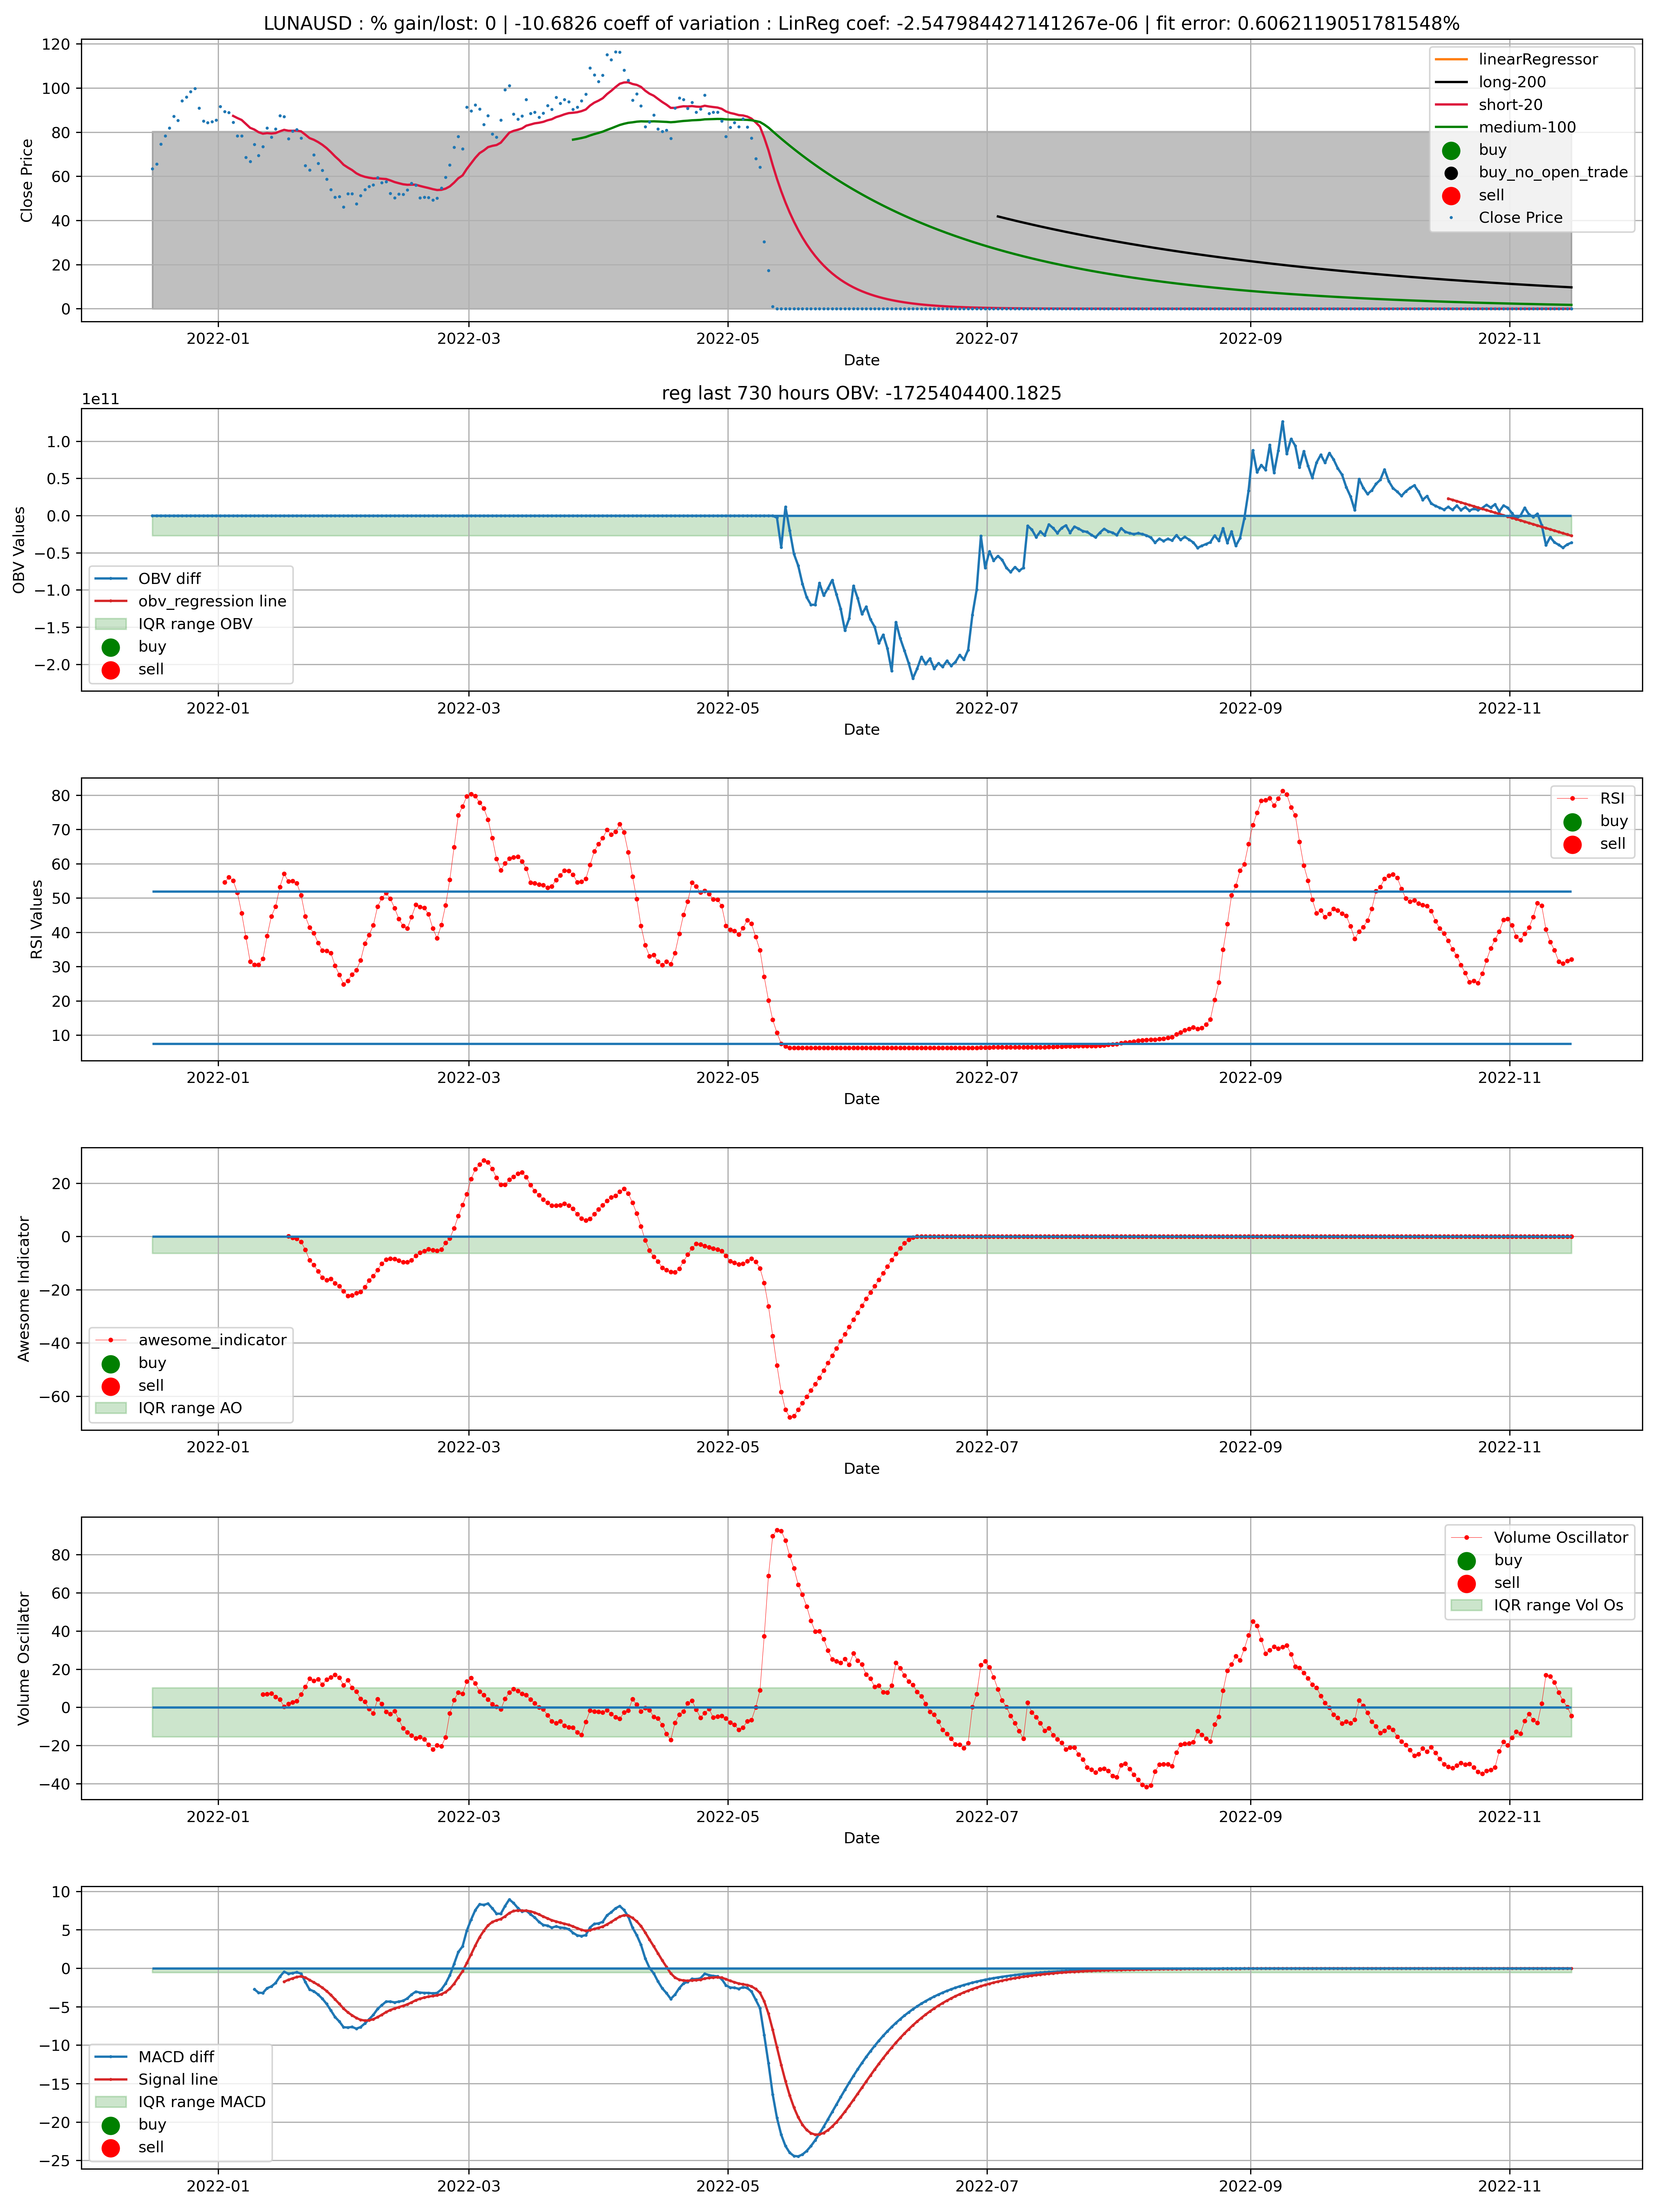 LUNAUSD : % gain/lost: 0 | -10.6826 coeff of variation : LinReg coef: -2.547984427141267e-06 | fit error: 0.6062119051781548%
120
100
80
60
40
20
0
Close Price
linearRegressor
long-200
short-20
medium-100
buy
buy_no_open_trade
sell
Close Price
2022-01 2022-03 2022-05 2022-07 2022-09 2022-11
Date
reg last 730 hours OBV: -1725404400.1825
1e11
1.0
0.5
0.0
−0.5
−1.0
−1.5
−2.0
OBV Values
OBV diff
obv_regression line
IQR range OBV
buy
sell
2022-01 2022-03 2022-05 2022-07 2022-09 2022-11
Date
80
70
60
50
40
30
20
10
RSI Values
RSI
buy
sell
2022-01 2022-03 2022-05 2022-07 2022-09 2022-11
Date
20
0
−20
−40
−60
Awesome Indicator
awesome_indicator
buy
sell
IQR range AO
2022-01 2022-03 2022-05 2022-07 2022-09 2022-11
Date
80
60
40
20
0
−20
−40
Volume Oscillator
Volume Oscillator
buy
sell
IQR range Vol Os
2022-01 2022-03 2022-05 2022-07 2022-09 2022-11
Date
10
5
0
−5
−10
−15
−20
−25
MACD diff
Signal line
IQR range MACD
buy
sell
2022-01 2022-03 2022-05 2022-07 2022-09 2022-11